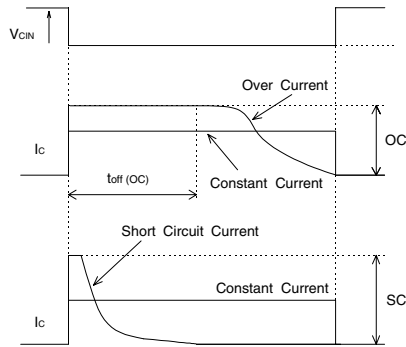 VCIN
Over Current
IC
OC
toff (OC)
Constant Current
Short Circuit Current
Constant Current
SC
IC